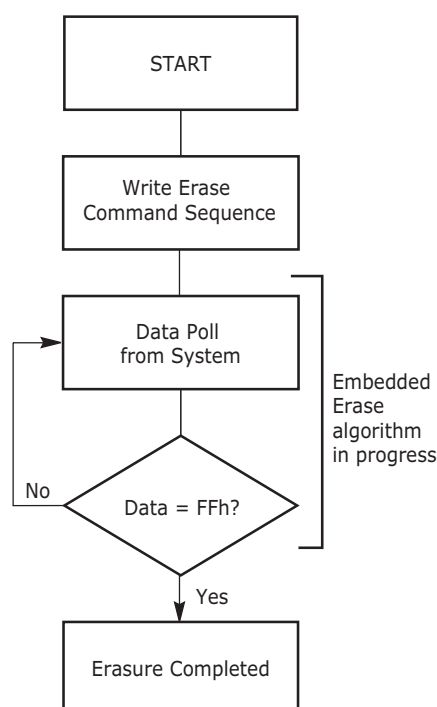 START
Write Erase
Command Sequence
Data Poll
from System
Embedded
Erase
algorithm
in progress
No
Data = FFh?
Yes
Erasure Completed